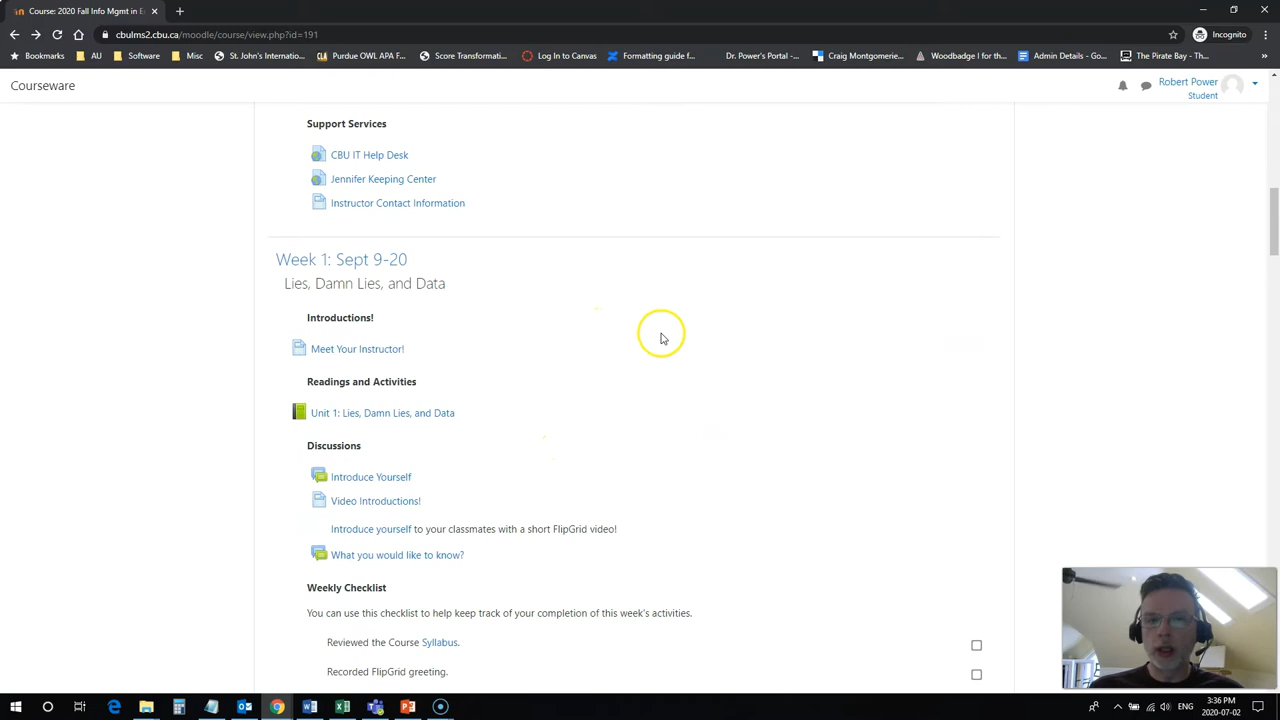 Course: 2020 Fall Info Mgmt in E
cbulms2.cbu.ca/moodle/course/view.php?id=191
Incognito
Bookmarks AU Software Misc St. John's Internatio... Purdue OWL APA F... Score Transformatio... Log In to Canvas Formatting guide f... Dr. Power's Portal -... Craig Montgomerie... Woodwable I for th... Admin Details - Go... The Pirate Bay - Th... »
Courseware
Robert Power
Student
Support Services
CBU IT Help Desk
Jennifer Keeping Center
Instructor Contact Information
Week 1: Sept 9-20
Lies, Damn Lies, and Data
Introductions!
Meet Your Instructor!
Readings and Activities
Unit 1: Lies, Damn Lies, and Data
Discussions
Introduce Yourself
Video Introductions!
Introduce yourself to your classmates with a short FlipGrid video!
What you would like to know?
Weekly Checklist
You can use this checklist to help keep track of your completion of this week's activities.
Reviewed the Course Syllabus.
Recorded FlipGrid greeting.
ENG
3:36 PM
2020-07-02